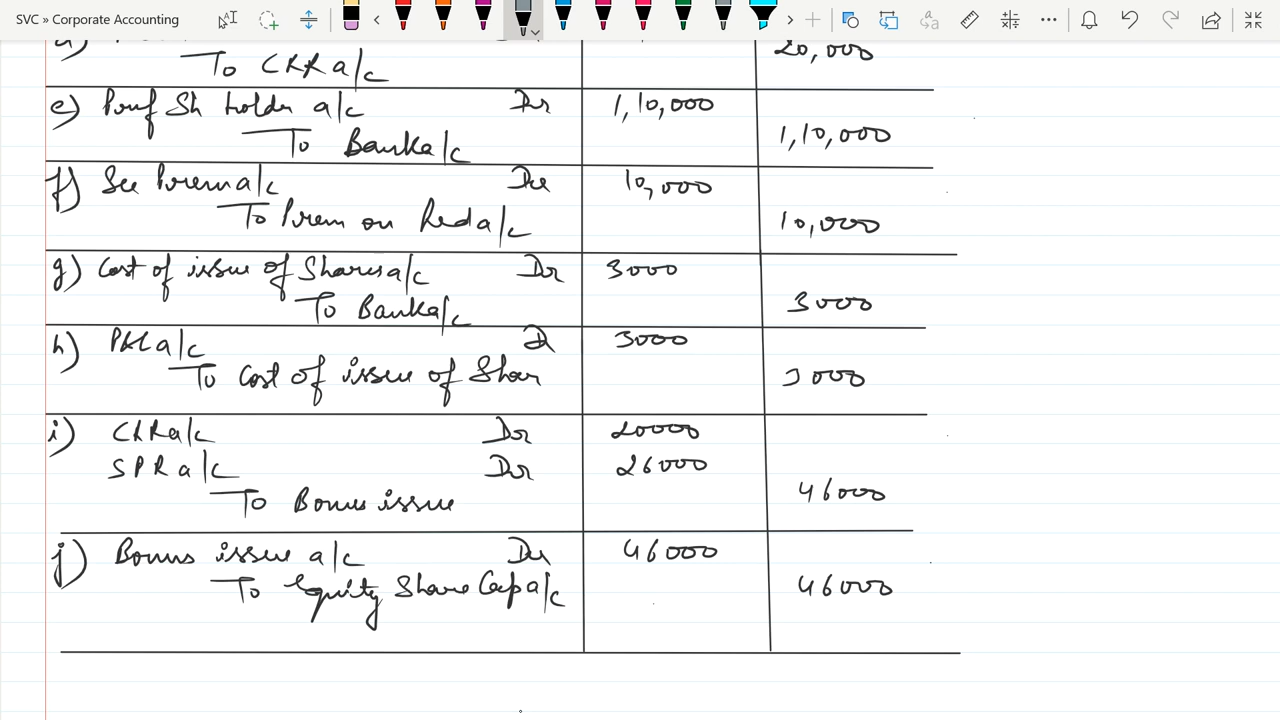 SVC » Corporate Accounting
20,000
To CRR a/c
e) Pref Sh holder a/c Dr 1,10,000
To Bank a/c 1,10,000
f) Sec Prem a/c Dr 10,000
To Prem on Red a/c 10,000
g) Cost of issue of Shares a/c Dr 3000
To Bank a/c 3000
h) P&L a/c D 3000
To Cost of issue of Shar 3000
i) CRR a/c Dr 20000
SPR a/c Dr 26000
To Bonus issue 46000
j) Bonus issue a/c Dr 46000
To equity Share Cap a/c 46000